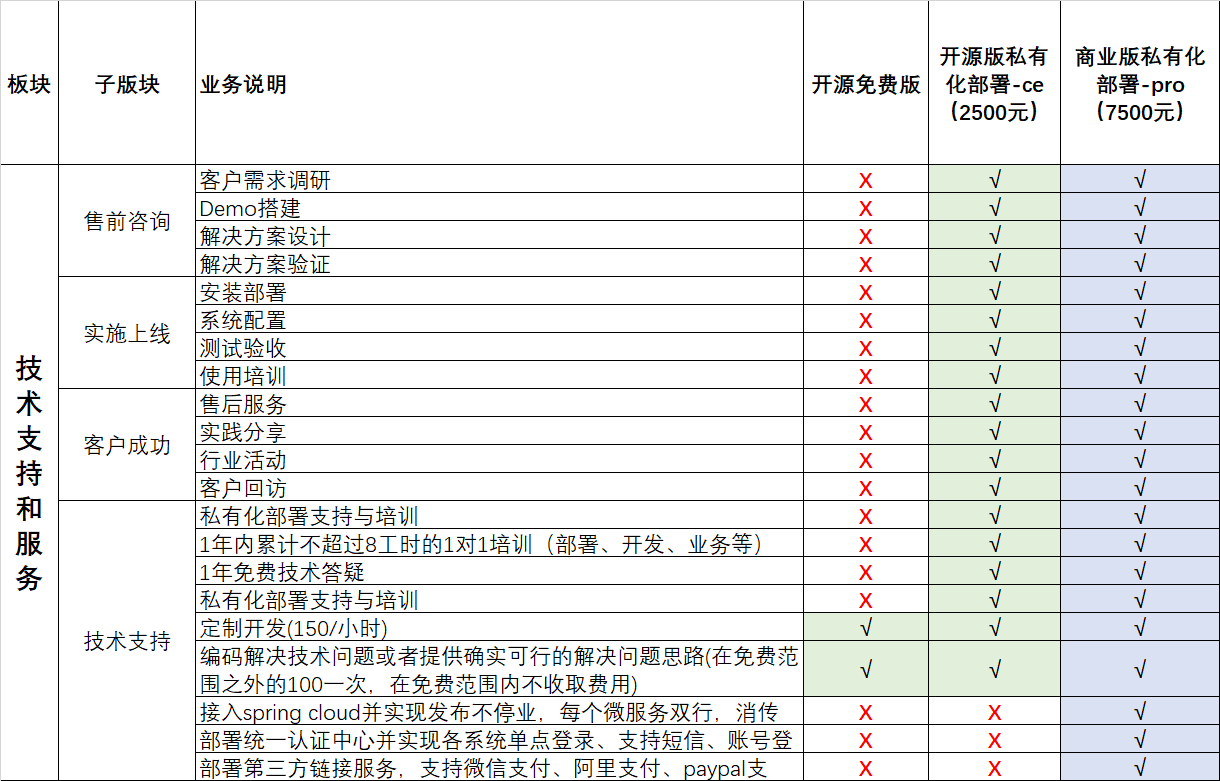 板块 子版块 业务说明 开源免费版 开源版私有化部署-ce（2500元） 商业版私有化部署-pro（7500元）
技术支持和服务
售前咨询
客户需求调研 X √ √
Demo搭建 X √ √
解决方案设计 X √ √
解决方案验证 X √ √
实施上线
安装部署 X √ √
系统配置 X √ √
测试验收 X √ √
使用培训 X √ √
客户成功
售后服务 X √ √
实践分享 X √ √
行业活动 X √ √
客户回访 X √ √
技术支持
私有化部署支持与培训 X √ √
1年内累计不超过8工时的1对1培训（部署、开发、业务等） X √ √
1年免费技术答疑 X √ √
私有化部署支持与培训 X √ √
定制开发(150/小时) √ √ √
编码解决技术问题或者提供确实可行的解决问题思路(在免费范
围之外的100一次，在免费范围内不收取费用) √ √ √
接入spring cloud并实现发布不停业，每个微服务双行，消传 X X √
部署统一认证中心并实现各系统单点登录、支持短信、账号登 X X √
部署第三方链接服务，支持微信支付、阿里支付、paypal支 X X √